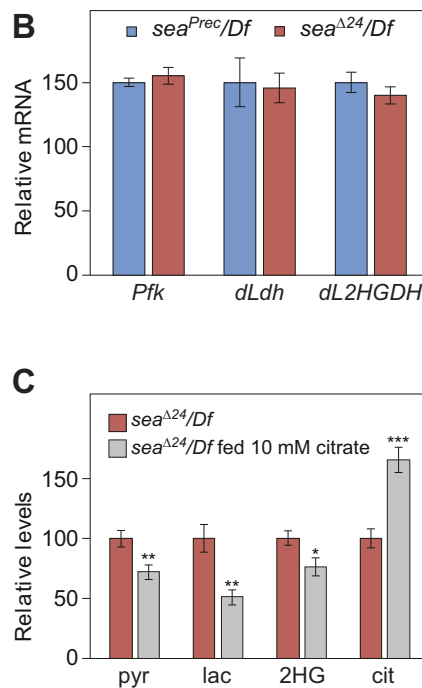 B
sea^Prec/Df sea^Δ24/Df
Relative mRNA
150
150
50
0
Pfk dLdh dL2HGDH
C
sea^Δ24/Df
sea^Δ24/Df fed 10 mM citrate
Relative levels
150
100
50
0
** ** * ***
pyr lac 2HG cit